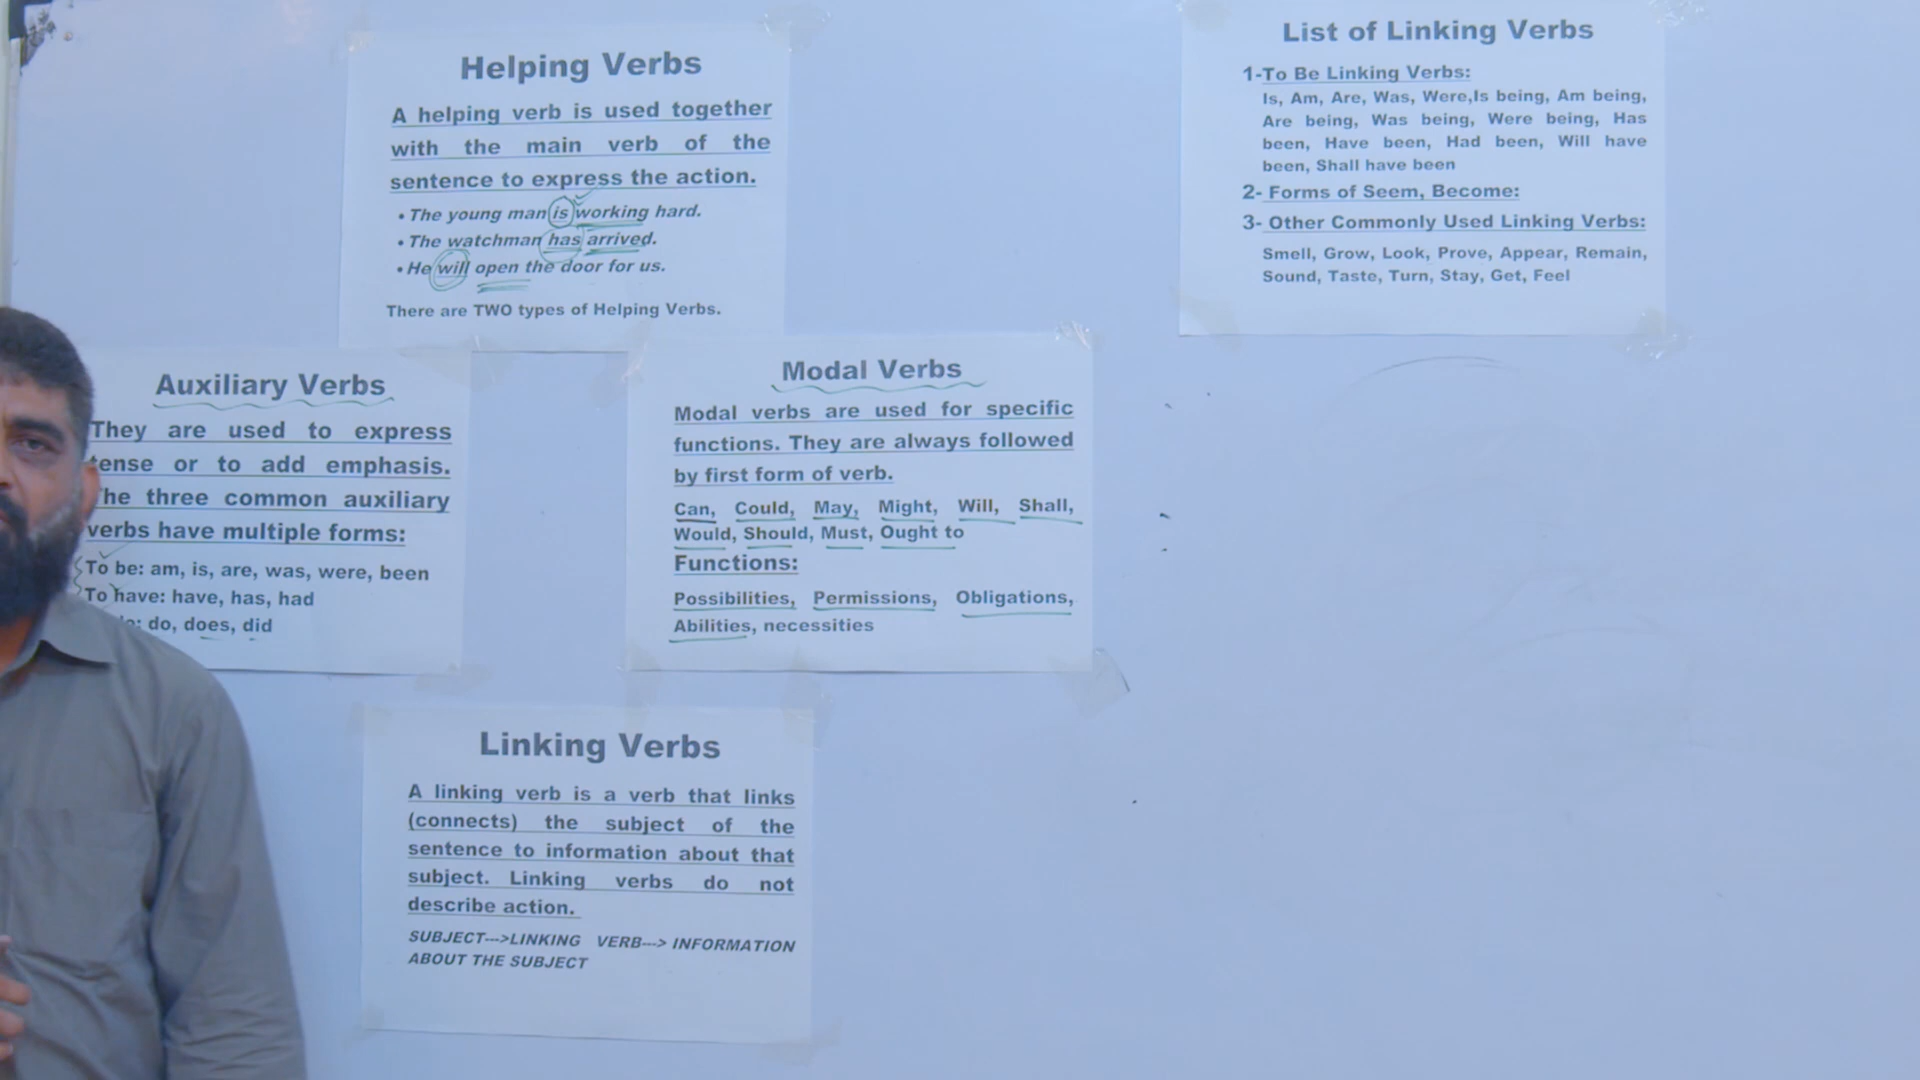 Helping Verbs
A helping verb is used together
with the main verb of the
sentence to express the action.
• The young man is working hard.
• The watchman has arrived.
• He will open the door for us.
There are TWO types of Helping Verbs.
Auxiliary Verbs
They are used to express
tense or to add emphasis.
The three common auxiliary
verbs have multiple forms:
To be: am, is, are, was, were, been
To have: have, has, had
do, does, did
Modal Verbs
Modal verbs are used for specific
functions. They are always followed
by first form of verb.
Can, Could, May, Might, Will, Shall,
Would, Should, Must, Ought to
Functions:
Possibilities, Permissions, Obligations,
Abilities, necessities
Linking Verbs
A linking verb is a verb that links
(connects) the subject of the
sentence to information about that
subject. Linking verbs do not
describe action.
SUBJECT--->LINKING VERB---> INFORMATION
ABOUT THE SUBJECT
List of Linking Verbs
1-To Be Linking Verbs:
Is, Am, Are, Was, Were,Is being, Am being,
Are being, Was being, Were being, Has
been, Have been, Had been, Will have
been, Shall have been
2- Forms of Seem, Become:
3- Other Commonly Used Linking Verbs:
Smell, Grow, Look, Prove, Appear, Remain,
Sound, Taste, Turn, Stay, Get, Feel